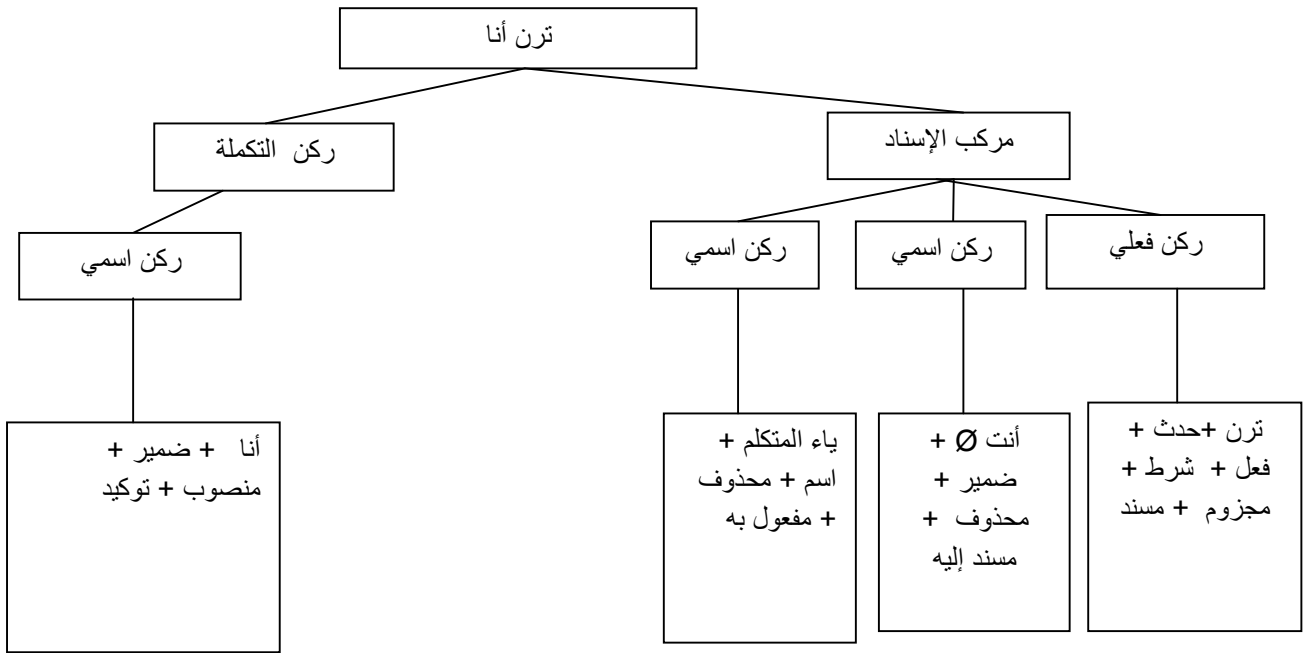 ترن أنا
مركب الإسناد
ركن التكملة
ركن فعلي
ركن اسمي
ركن اسمي
ركن اسمي
ترن +حدث +
فعل + شرط +
مجزوم + مسند
أنت Ø +
ضمير +
محذوف +
مسند إليه
ياء المتكلم +
اسم + محذوف
+ مفعول به
أنا + ضمير +
منصوب + توكيد